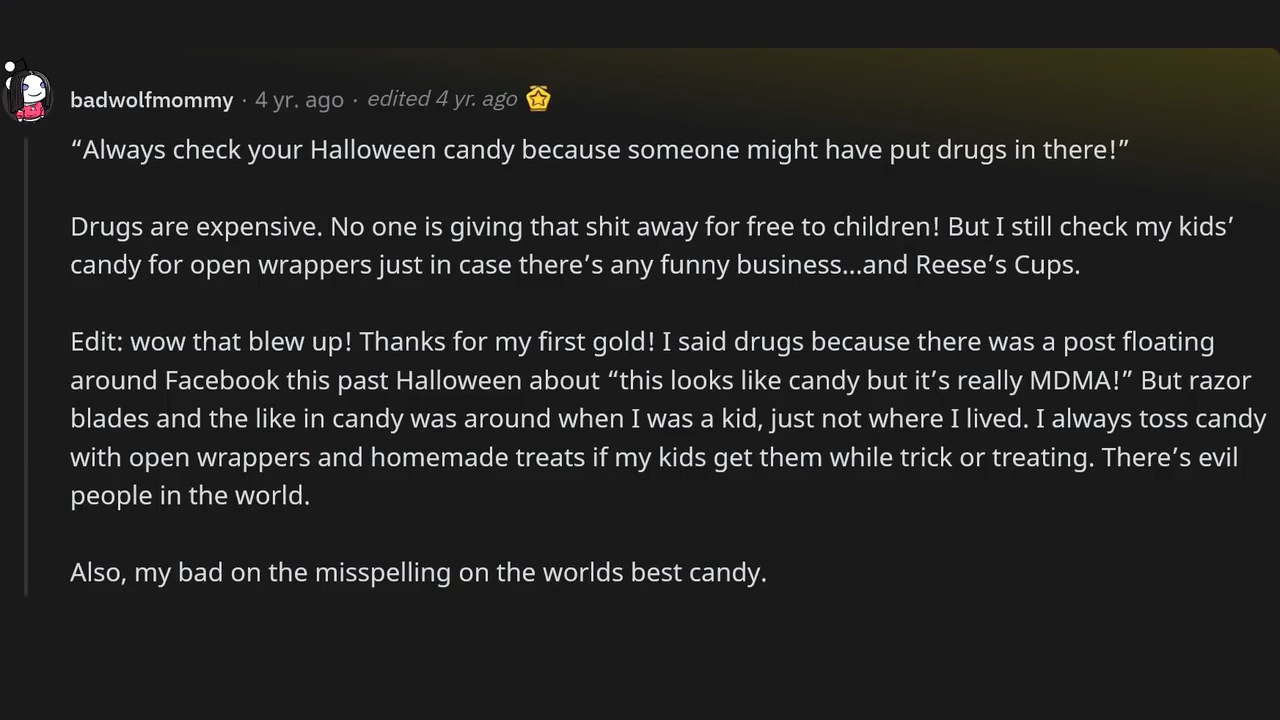 badwolfmommy · 4 yr. ago · edited 4 yr. ago
“Always check your Halloween candy because someone might have put drugs in there!”
Drugs are expensive. No one is giving that shit away for free to children! But I still check my kids’
candy for open wrappers just in case there’s any funny business...and Reese’s Cups.
Edit: wow that blew up! Thanks for my first gold! I said drugs because there was a post floating
around Facebook this past Halloween about “this looks like candy but it’s really MDMA!” But razor
blades and the like in candy was around when I was a kid, just not where I lived. I always toss candy
with open wrappers and homemade treats if my kids get them while trick or treating. There’s evil
people in the world.
Also, my bad on the misspelling on the worlds best candy.